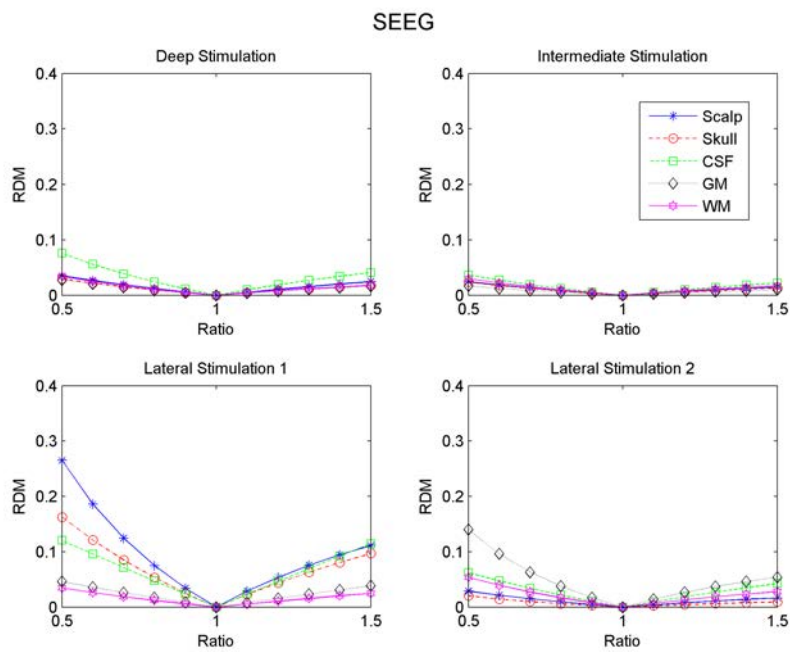 SEEG
Deep Stimulation
0.4
0.3
0.2
0.1
0
RDM
0.5
1
1.5
Ratio
Intermediate Stimulation
0.4
0.3
0.2
0.1
0
RDM
0.5
1
1.5
Ratio
Scalp
Skull
CSF
GM
WM
Lateral Stimulation 1
0.4
0.3
0.2
0.1
0
RDM
0.5
1
1.5
Ratio
Lateral Stimulation 2
0.4
0.3
0.2
0.1
0
RDM
0.5
1
1.5
Ratio